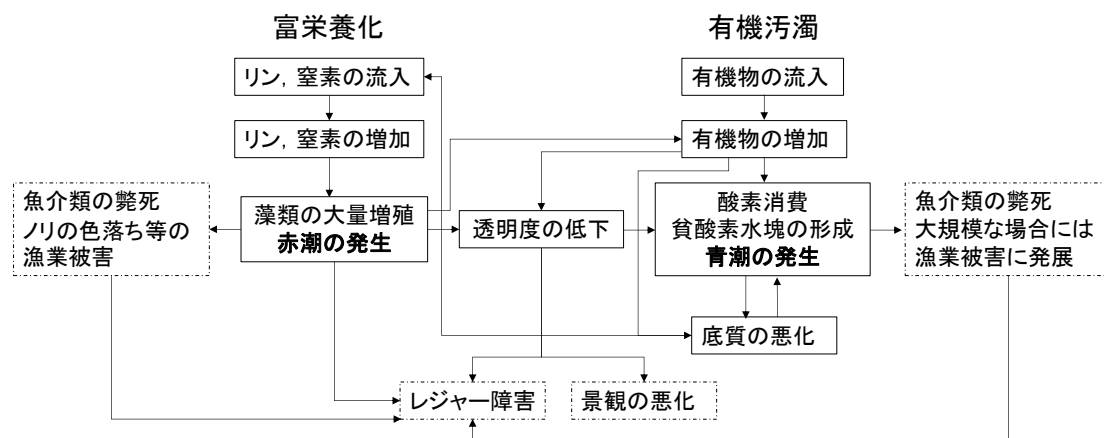 富栄養化
有機汚濁
リン，窒素の流入
有機物の流入
リン，窒素の増加
有機物の増加
魚介類の斃死
ノリの色落ち等の
漁業被害
藻類の大量増殖
赤潮の発生
透明度の低下
酸素消費
貧酸素水塊の形成
青潮の発生
魚介類の斃死
大規模な場合には
漁業被害に発展
底質の悪化
レジャー障害
景観の悪化